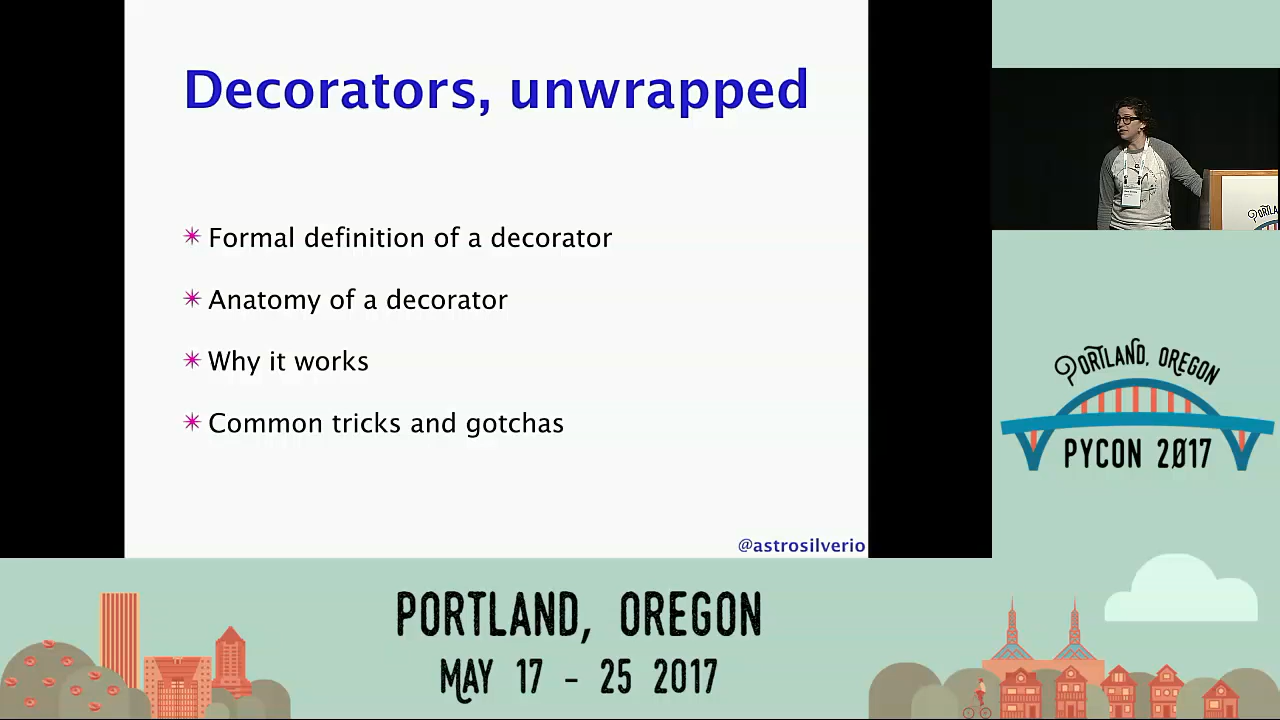 Decorators, unwrapped
Formal definition of a decorator
Anatomy of a decorator
Why it works
Common tricks and gotchas
@astrosilverio
PORTLAND, OREGON
PYCON 2017
PORTLAND, OREGON
MAY 17 - 25 2017